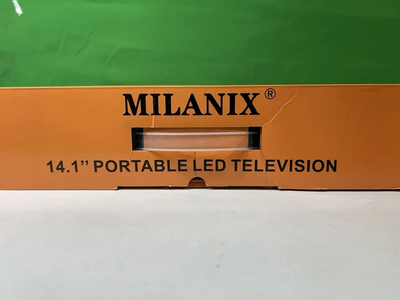 MILANIX®
14.1’’ PORTABLE LED TELEVISION